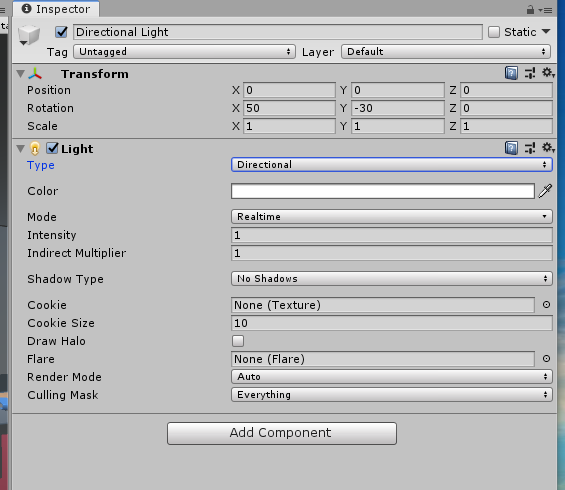 Inspector
Directional Light Static
Tag Untagged Layer Default
Transform
Position X 0 Y 0 Z 0
Rotation X 50 Y -30 Z 0
Scale X 1 Y 1 Z 1
Light
Type Directional
Color
Mode Realtime
Intensity 1
Indirect Multiplier 1
Shadow Type No Shadows
Cookie None (Texture)
Cookie Size 10
Draw Halo
Flare None (Flare)
Render Mode Auto
Culling Mask Everything
Add Component